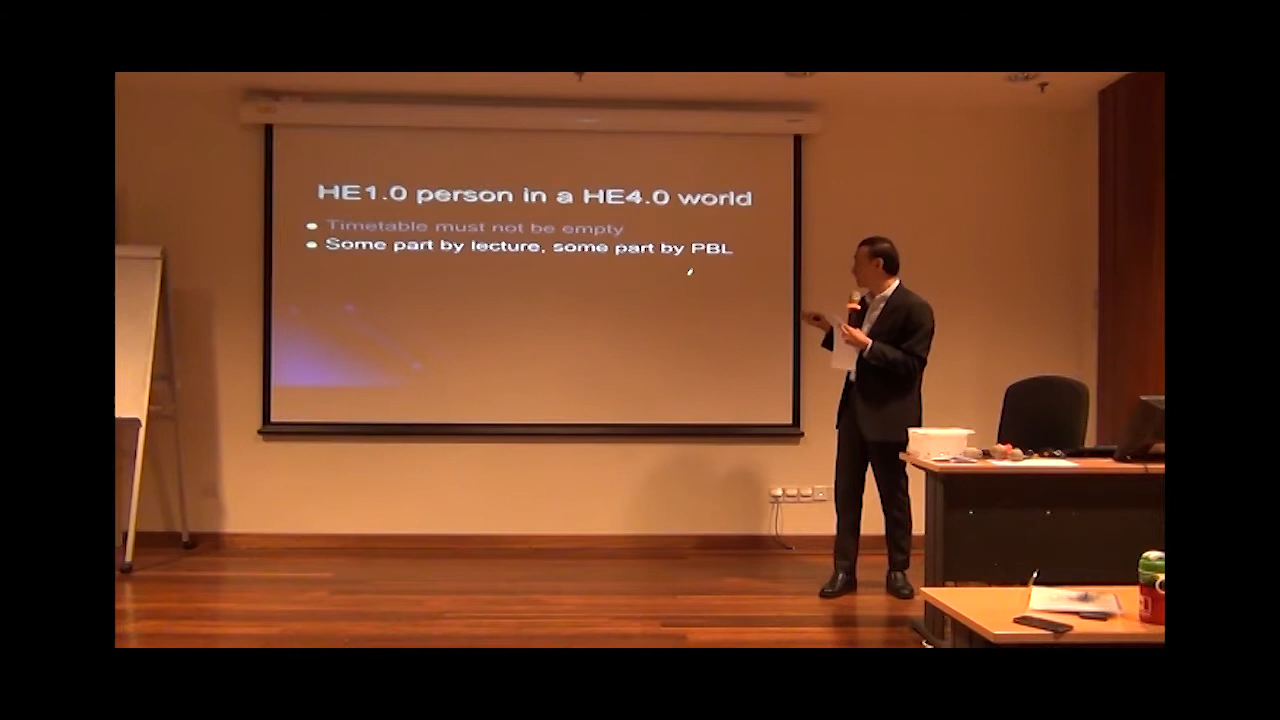 HE1.0 person in a HE4.0 world
● Timetable must not be empty
● Some part by lecture, some part by PBL